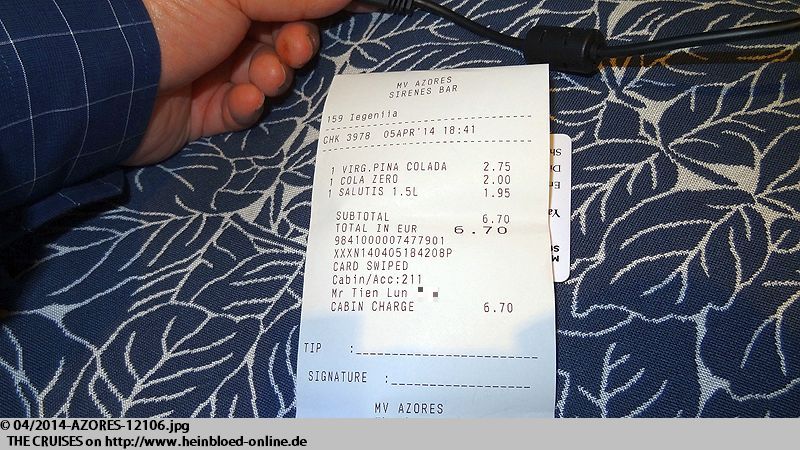 MV AZORES
SIRENES BAR
159 Iegeniia
CHK 3978 05APR'14 18:41
1 VIRG.PINA COLADA 2.75
1 COLA ZERO 2.00
1 SALUTIS 1.5L 1.95
SUBTOTAL 6.70
TOTAL IN EUR 6.70
9841000007477901
XXXN140405184208P
CARD SWIPED
Cabin/Acc:211
Mr Tien Lun
CABIN CHARGE 6.70
TIP :
SIGNATURE :
MV AZORES
© 04/2014-AZORES-12106.jpg
THE CRUISES on http://www.heinbloed-online.de